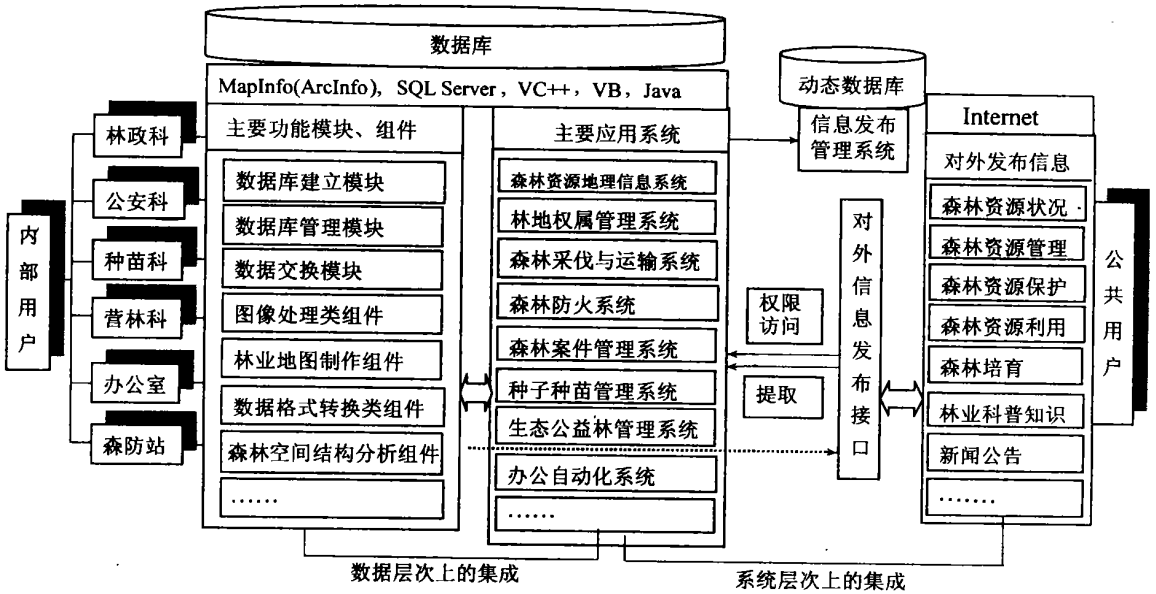 数据库
MapInfo(ArcInfo)，SQL Server，VC++，VB，Java
主要功能模块、组件
主要应用系统
内部用户
林政科
公安科
种苗科
营林科
办公室
森防站
数据库建立模块
数据库管理模块
数据交换模块
图像处理类组件
林业地图制作组件
数据格式转换类组件
森林空间结构分析组件
……
森林资源地理信息系统
林地权属管理系统
森林采伐与运输系统
森林防火系统
森林案件管理系统
种子种苗管理系统
生态公益林管理系统
办公自动化系统
……
动态数据库
信息发布
管理系统
权限
访问
提取
对外信息发布接口
Internet
对外发布信息
森林资源状况
森林资源管理
森林资源保护
森林资源利用
森林培育
林业科普知识
新闻公告
…….
公共用户
数据层次上的集成
系统层次上的集成